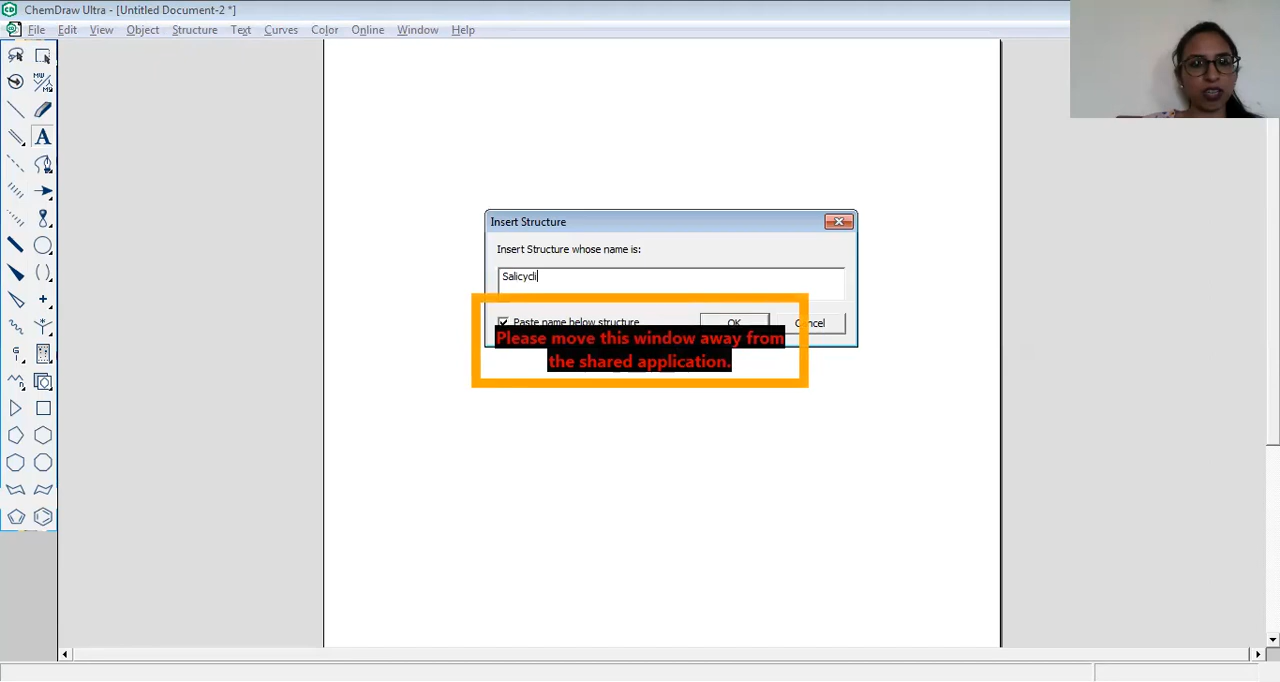 ChemDraw Ultra - [Untitled Document-2 *]
File Edit View Object Structure Text Curves Color Online Window Help
Insert Structure
Insert Structure whose name is:
Salicycli
Paste name below structure OK Cancel
Please move this window away from
the shared application.